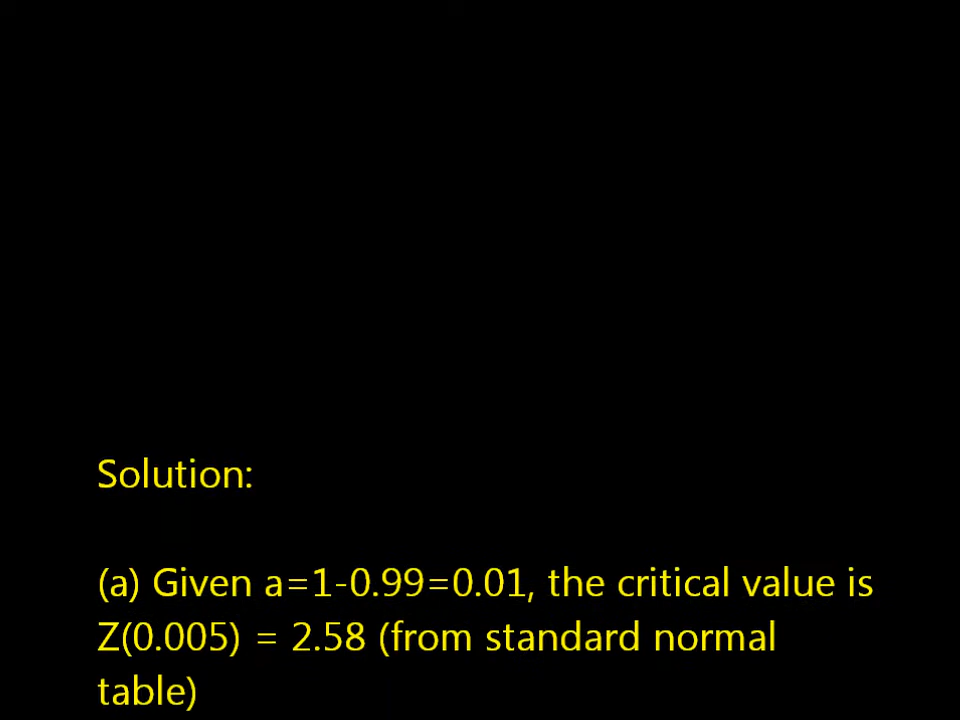 Solution:
(a) Given a=1-0.99=0.01, the critical value is
Z(0.005) = 2.58 (from standard normal
table)